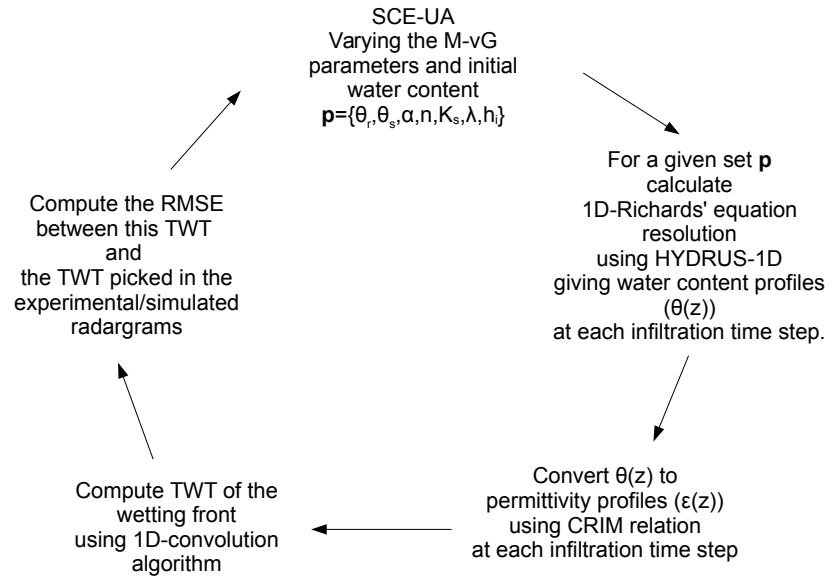 SCE-UA
Varying the M-vG
parameters and initial
water content
p={θr,θs,α,n,Ks,λ,hi}
For a given set p
calculate
1D-Richards' equation
resolution
using HYDRUS-1D
giving water content profiles
(θ(z))
at each infiltration time step.
Convert θ(z) to
permittivity profiles (ε(z))
using CRIM relation
at each infiltration time step
Compute TWT of the
wetting front
using 1D-convolution
algorithm
Compute the RMSE
between this TWT
and
the TWT picked in the
experimental/simulated
radargrams